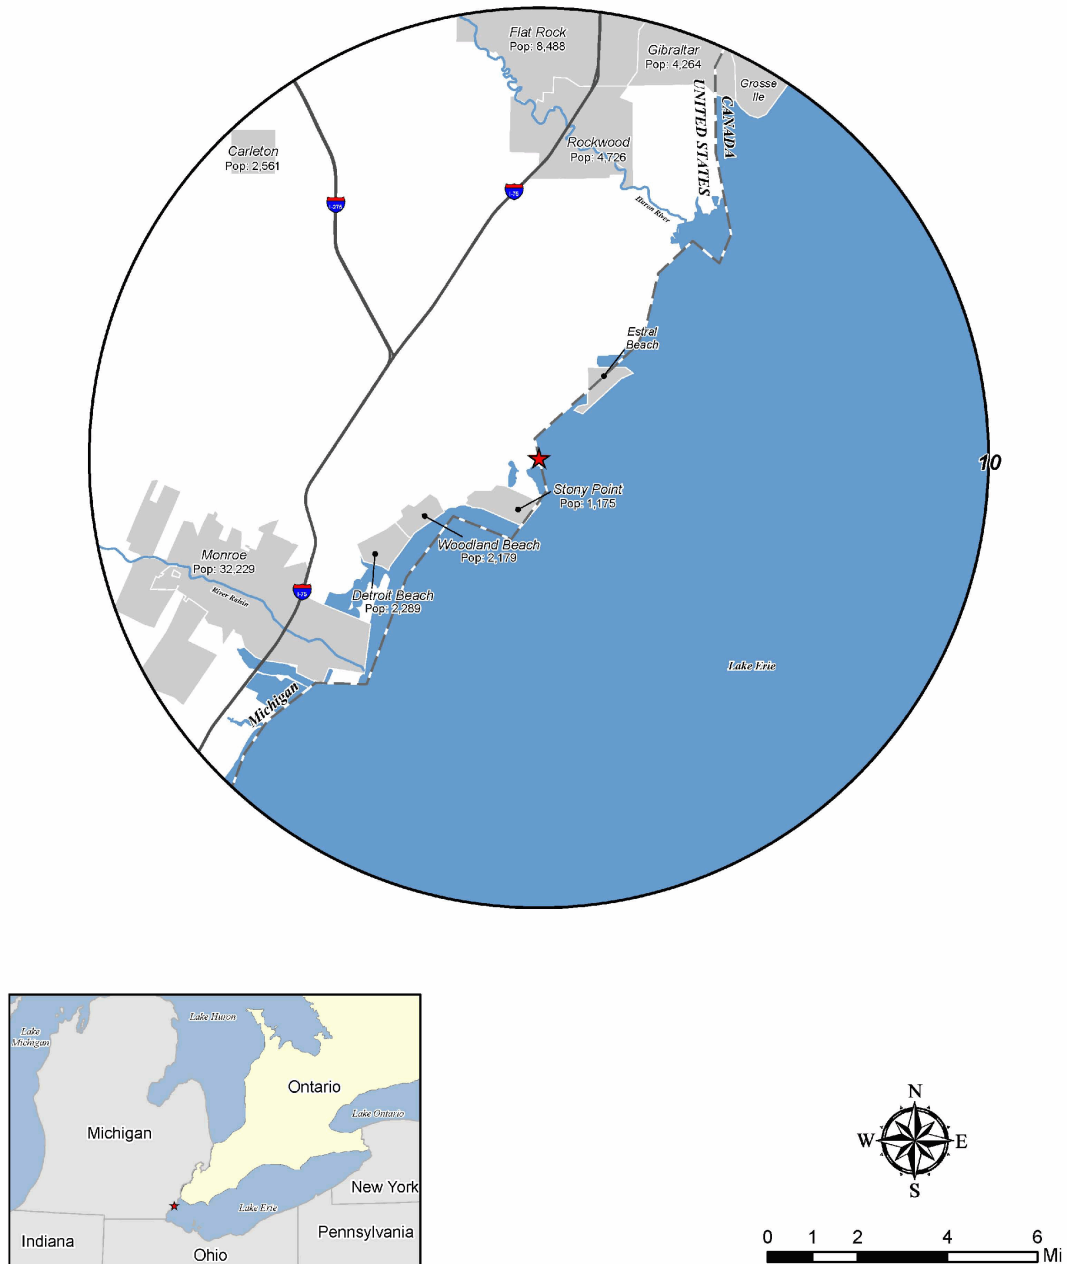 Flat Rock
Pop: 8,488
Gibraltar
Pop: 4,264
Grosse
Ile
CANADA
UNITED STATES
Carleton
Pop: 2,561
Rockwood
Pop: 4,726
I-275
I-75
Huron River
Estral
Beach
10
Stony Point
Pop: 1,175
Woodland Beach
Pop: 2,179
Monroe
Pop: 32,229
River Raisin
I-75
Detroit Beach
Pop: 2,289
Lake Erie
Michigan
Lake Huron
Lake
Michigan
Ontario
Lake Ontario
Michigan
New York
Lake Erie
Pennsylvania
Indiana
Ohio
N
W E
S
0 1 2 4 6
Mi